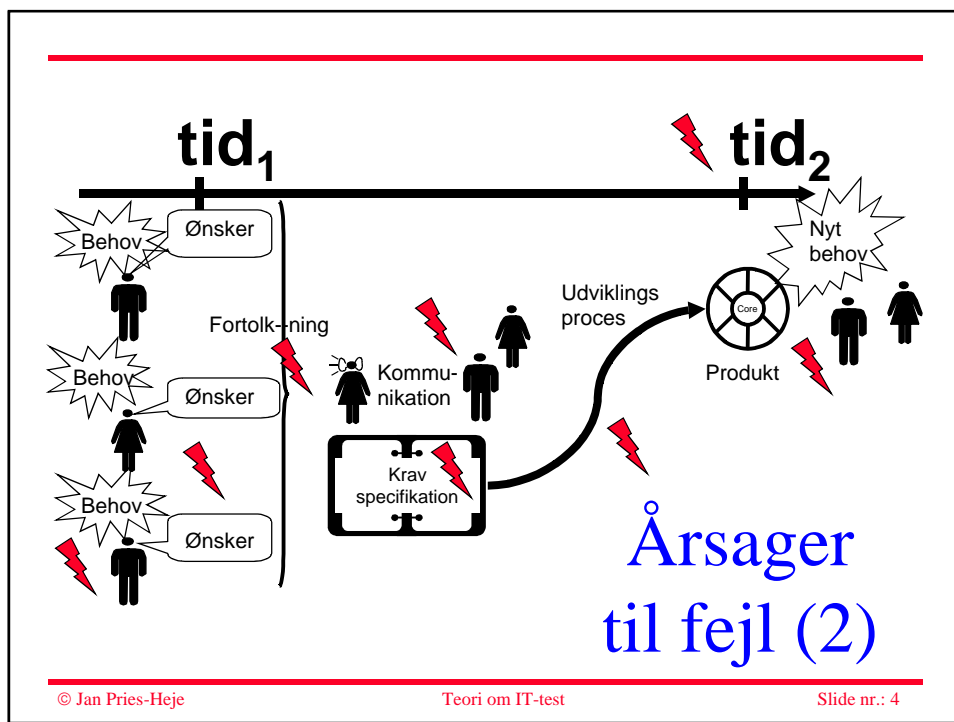 tid1
tid2
Behov
Ønsker
Nyt
behov
Fortolk--ning
Udviklings
proces
Core
Behov
Ønsker
Kommu-
nikation
Produkt
Behov
Ønsker
Krav
specifikation
Årsager
til fejl (2)
© Jan Pries-Heje
Teori om IT-test
Slide nr.: 4